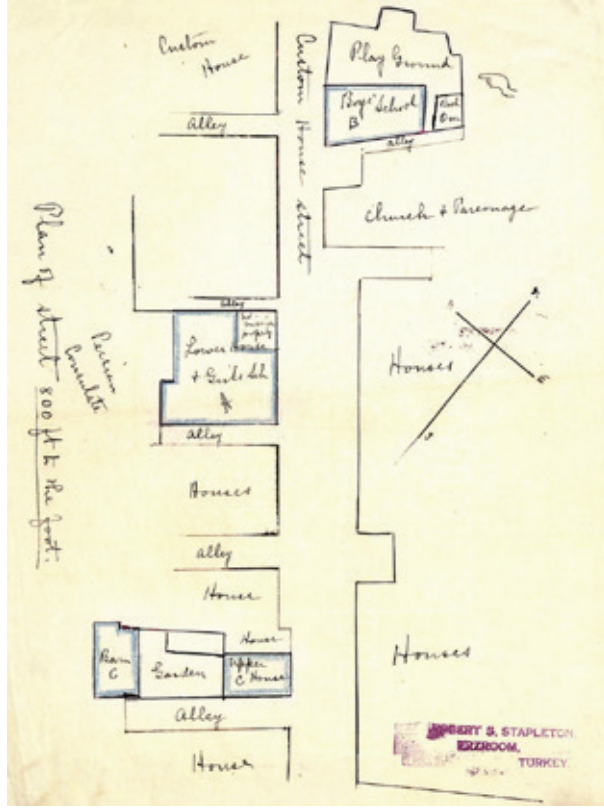 Custom
House
Custom House street
Play Ground
Boys' School
B
alley
Alley
Church & Parsonage
Plan of street 800 ft to the foot.
Persian
Consulate
alley
Lower House
& Girls Sch
alley
Houses
Houses
alley
House
House
Barn
C
Garden
Upper
C House
Houses
Alley
House
ROBERT S. STAPLETON,
ERZROOM,
TURKEY